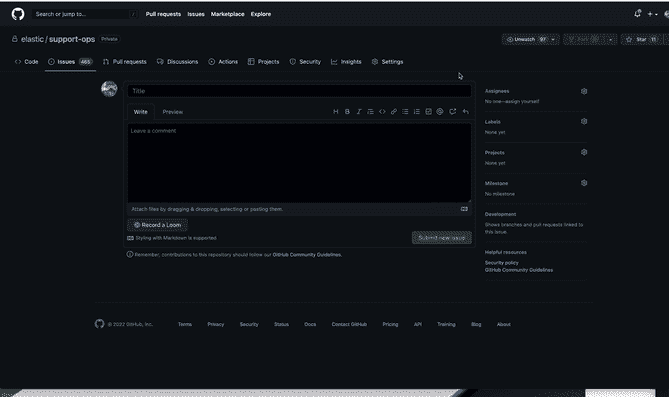 Search or jump to... /
Pull requests Issues Marketplace Explore
elastic / support-ops Private
Unwatch 97
Star 11
Code Issues 465 Pull requests Discussions Actions Projects Security Insights Settings
Title
Write Preview
Leave a comment
Attach files by dragging & dropping, selecting or pasting them.
Record a Loom
Styling with Markdown is supported
Submit new issue
Remember, contributions to this repository should follow our GitHub Community Guidelines.
Assignees
No one—assign yourself
Labels
None yet
Projects
None yet
Milestone
No milestone
Development
Shows branches and pull requests linked to
this issue.
Helpful resources
Security policy
GitHub Community Guidelines
© 2022 GitHub, Inc. Terms Privacy Security Status Docs Contact GitHub Pricing API Training Blog About